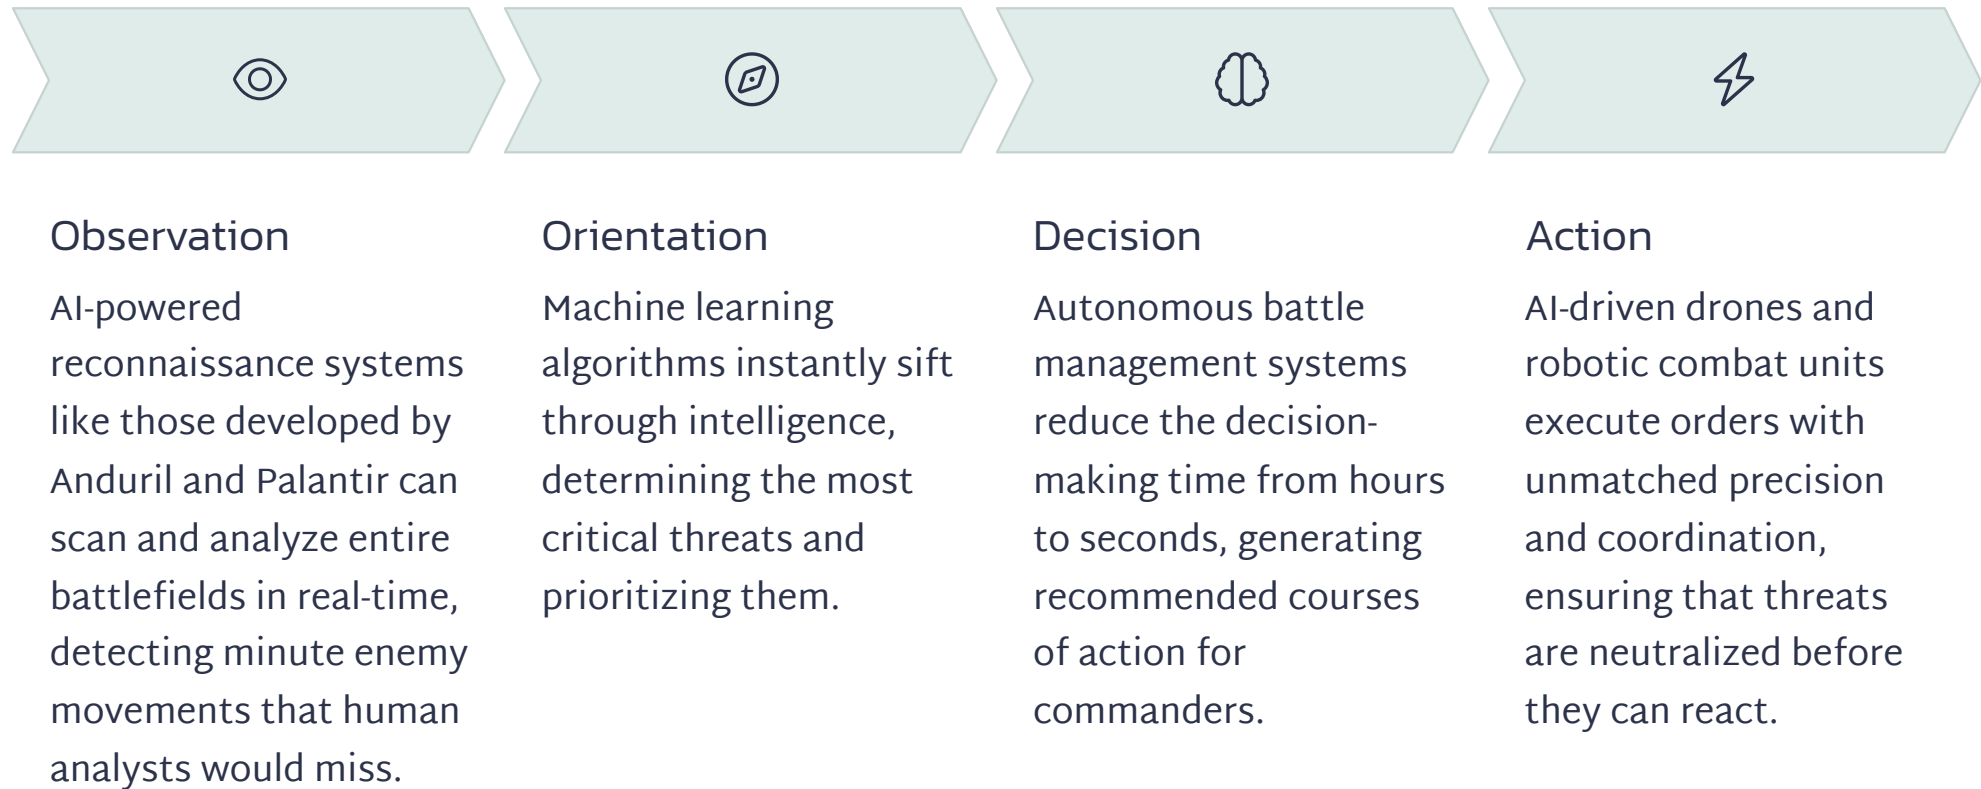 Observation
AI-powered
reconnaissance systems
like those developed by
Anduril and Palantir can
scan and analyze entire
battlefields in real-time,
detecting minute enemy
movements that human
analysts would miss.
Orientation
Machine learning
algorithms instantly sift
through intelligence,
determining the most
critical threats and
prioritizing them.
Decision
Autonomous battle
management systems
reduce the decision-
making time from hours
to seconds, generating
recommended courses
of action for
commanders.
Action
AI-driven drones and
robotic combat units
execute orders with
unmatched precision
and coordination,
ensuring that threats
are neutralized before
they can react.